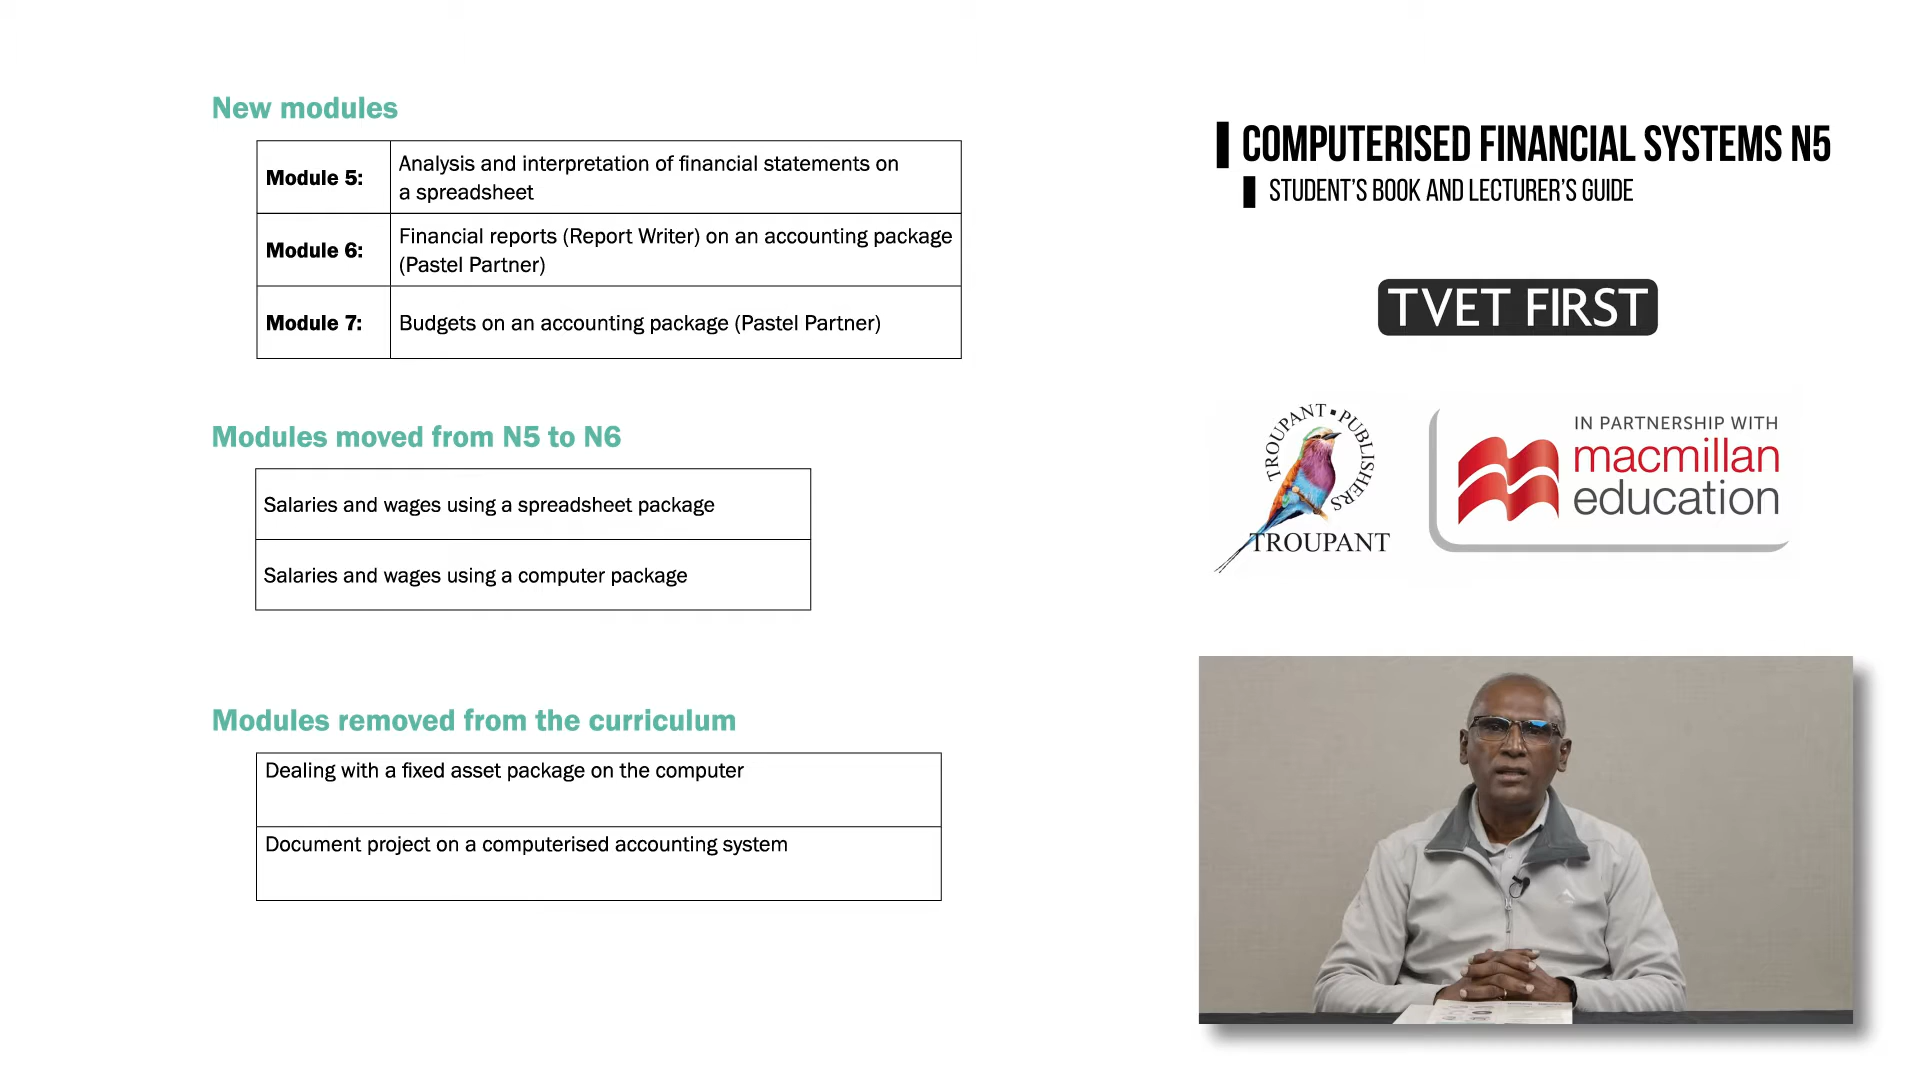 New modules
Module 5:
Analysis and interpretation of financial statements on
a spreadsheet
Module 6:
Financial reports (Report Writer) on an accounting package
(Pastel Partner)
Module 7:
Budgets on an accounting package (Pastel Partner)
Modules moved from N5 to N6
Salaries and wages using a spreadsheet package
Salaries and wages using a computer package
Modules removed from the curriculum
Dealing with a fixed asset package on the computer
Document project on a computerised accounting system
COMPUTERISED FINANCIAL SYSTEMS N5
STUDENT'S BOOK AND LECTURER'S GUIDE
TVET FIRST
TROUPANT ▪ PUBLISHERS
TROUPANT
IN PARTNERSHIP WITH
macmillan
education